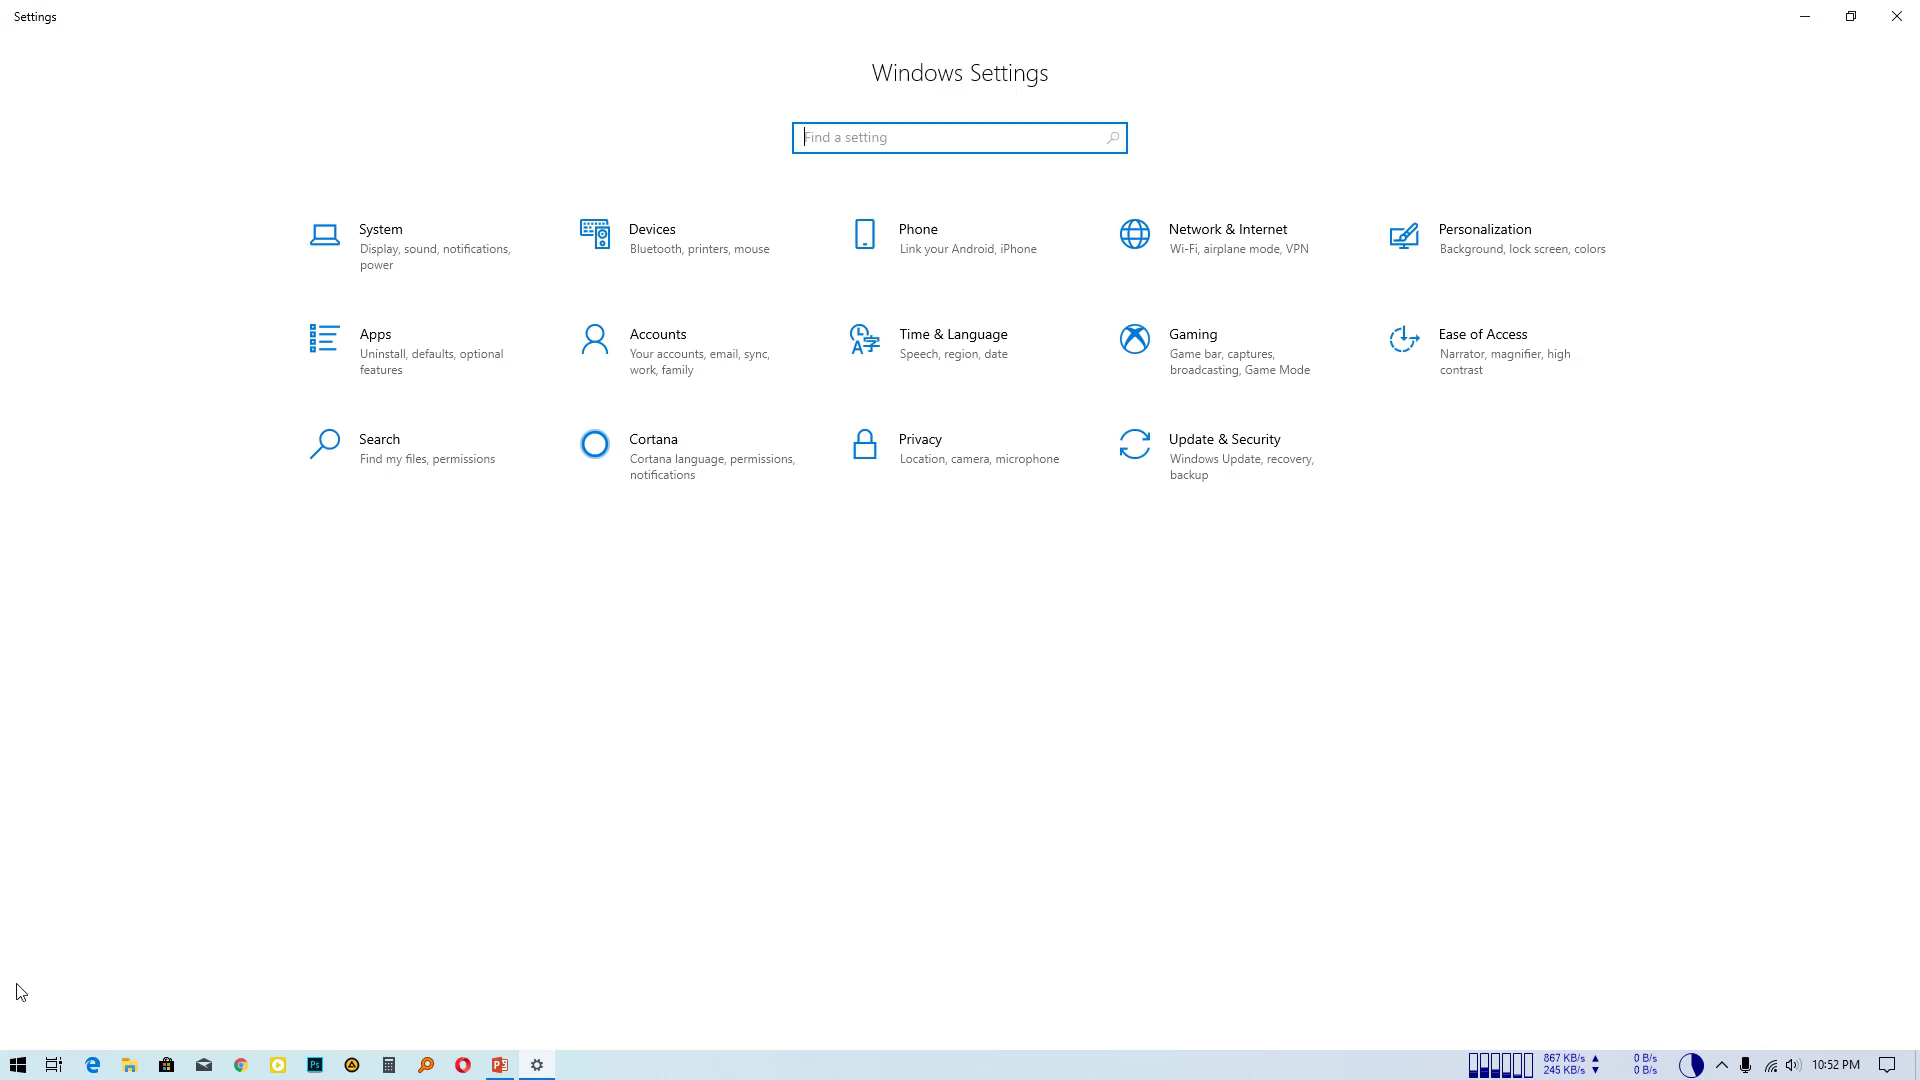 Settings
Windows Settings
Find a setting
System
Display, sound, notifications,
power
Devices
Bluetooth, printers, mouse
Phone
Link your Android, iPhone
Network & Internet
Wi-Fi, airplane mode, VPN
Personalization
Background, lock screen, colors
Apps
Uninstall, defaults, optional
features
Accounts
Your accounts, email, sync,
work, family
Time & Language
Speech, region, date
Gaming
Game bar, captures,
broadcasting, Game Mode
Ease of Access
Narrator, magnifier, high
contrast
Search
Find my files, permissions
Cortana
Cortana language, permissions,
notifications
Privacy
Location, camera, microphone
Update & Security
Windows Update, recovery,
backup
Ps
867 KB/s 0 B/s
245 KB/s 0 B/s
10:52 PM